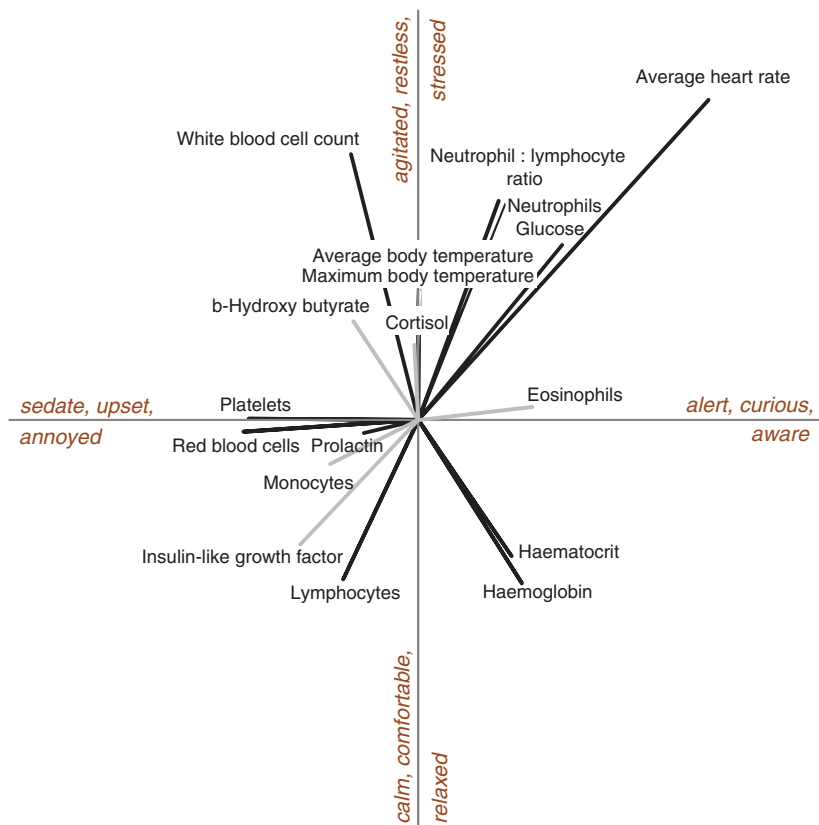 agitated, restless,
stressed
Average heart rate
White blood cell count
Neutrophil : lymphocyte
ratio
Neutrophils
Glucose
Average body temperature
Maximum body temperature
b-Hydroxy butyrate
Cortisol
Eosinophils
sedate, upset,
annoyed
Platelets
alert, curious,
aware
Red blood cells
Prolactin
Monocytes
Insulin-like growth factor
Haematocrit
Lymphocytes
Haemoglobin
calm, comfortable,
relaxed